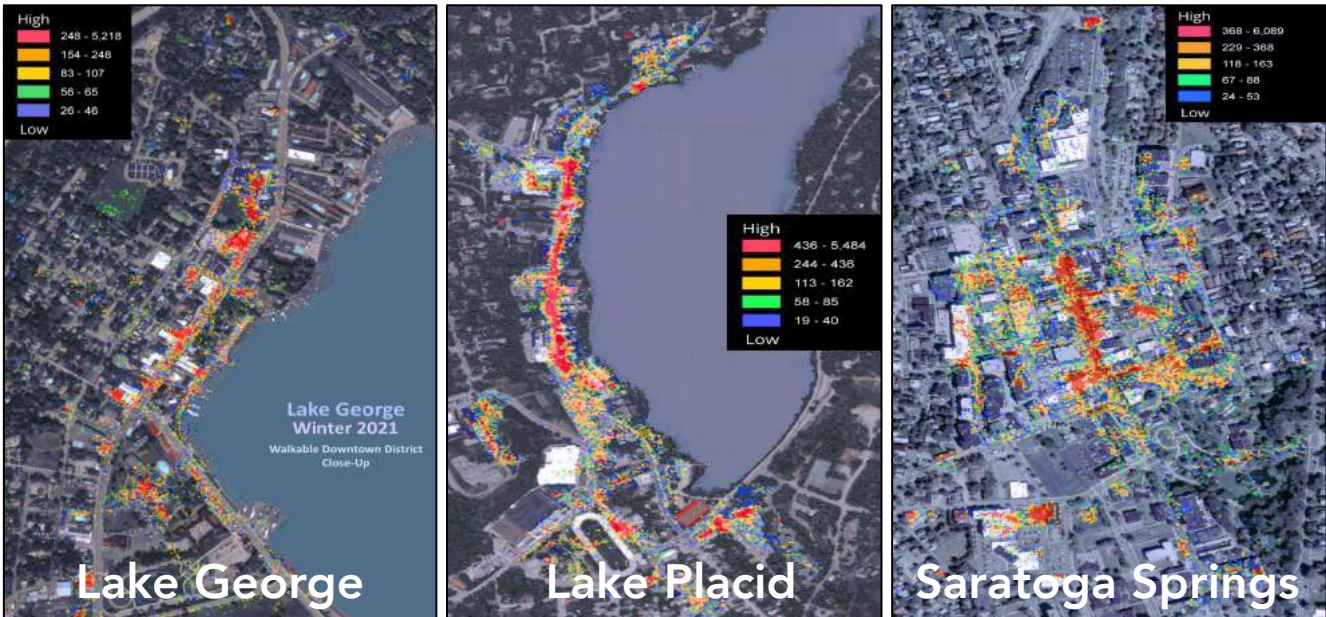 High
248 - 5,218
154 - 248
83 - 107
56 - 65
26 - 46
Low
Lake George
Winter 2021
Walkable Downtown District
Close-Up
Lake George
High
436 - 5,484
244 - 436
113 - 162
58 - 85
19 - 40
Low
Lake Placid
High
368 - 6,089
229 - 368
118 - 163
67 - 88
24 - 53
Low
Saratoga Springs